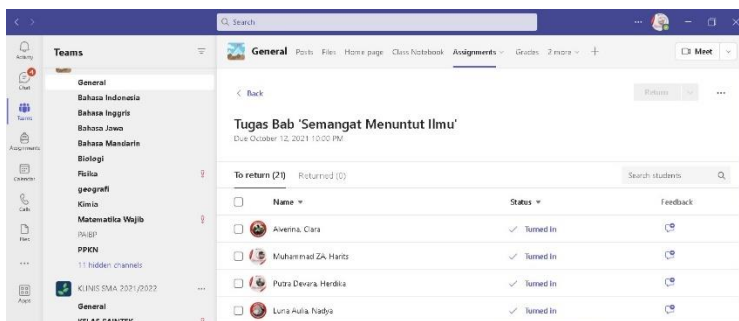 Search
Activity
Chat
Teams
Assignments
Calendar
Calls
Files
Apps
Teams
General
Bahasa Indonesia
Bahasa Inggris
Bahasa Jawa
Bahasa Mandarin
Biologi
Fisika
geografi
Kimia
Matematika Wajib
PAIBP
PPKN
11 hidden channels
KLINIS SMA 2021/2022
General
KELAS SAINTEK
General Posts Files Home page Class Notebook Assignments Grades 2 more Meet
Back Return
Tugas Bab 'Semangat Menuntut Ilmu'
Due October 12, 2021 10:00 PM
To return (21) Returned (0) Search students
Name Status Feedback
Alverina, Clara Turned in
Muhammad ZA, Harits Turned in
Putra Devara, Herdika Turned in
Luna Aulia, Nadya Turned in